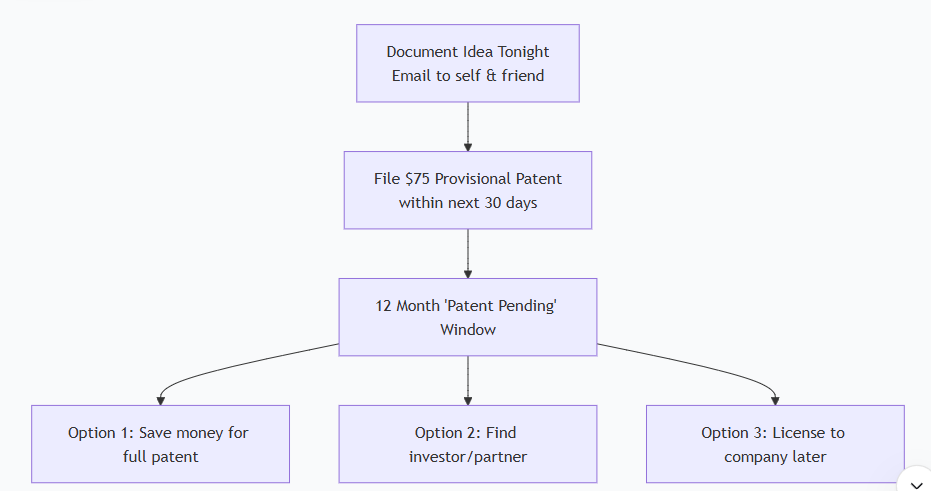 Document Idea Tonight
Email to self & friend
File $75 Provisional Patent
within next 30 days
12 Month 'Patent Pending'
Window
Option 1: Save money for
full patent
Option 2: Find
investor/partner
Option 3: License to
company later